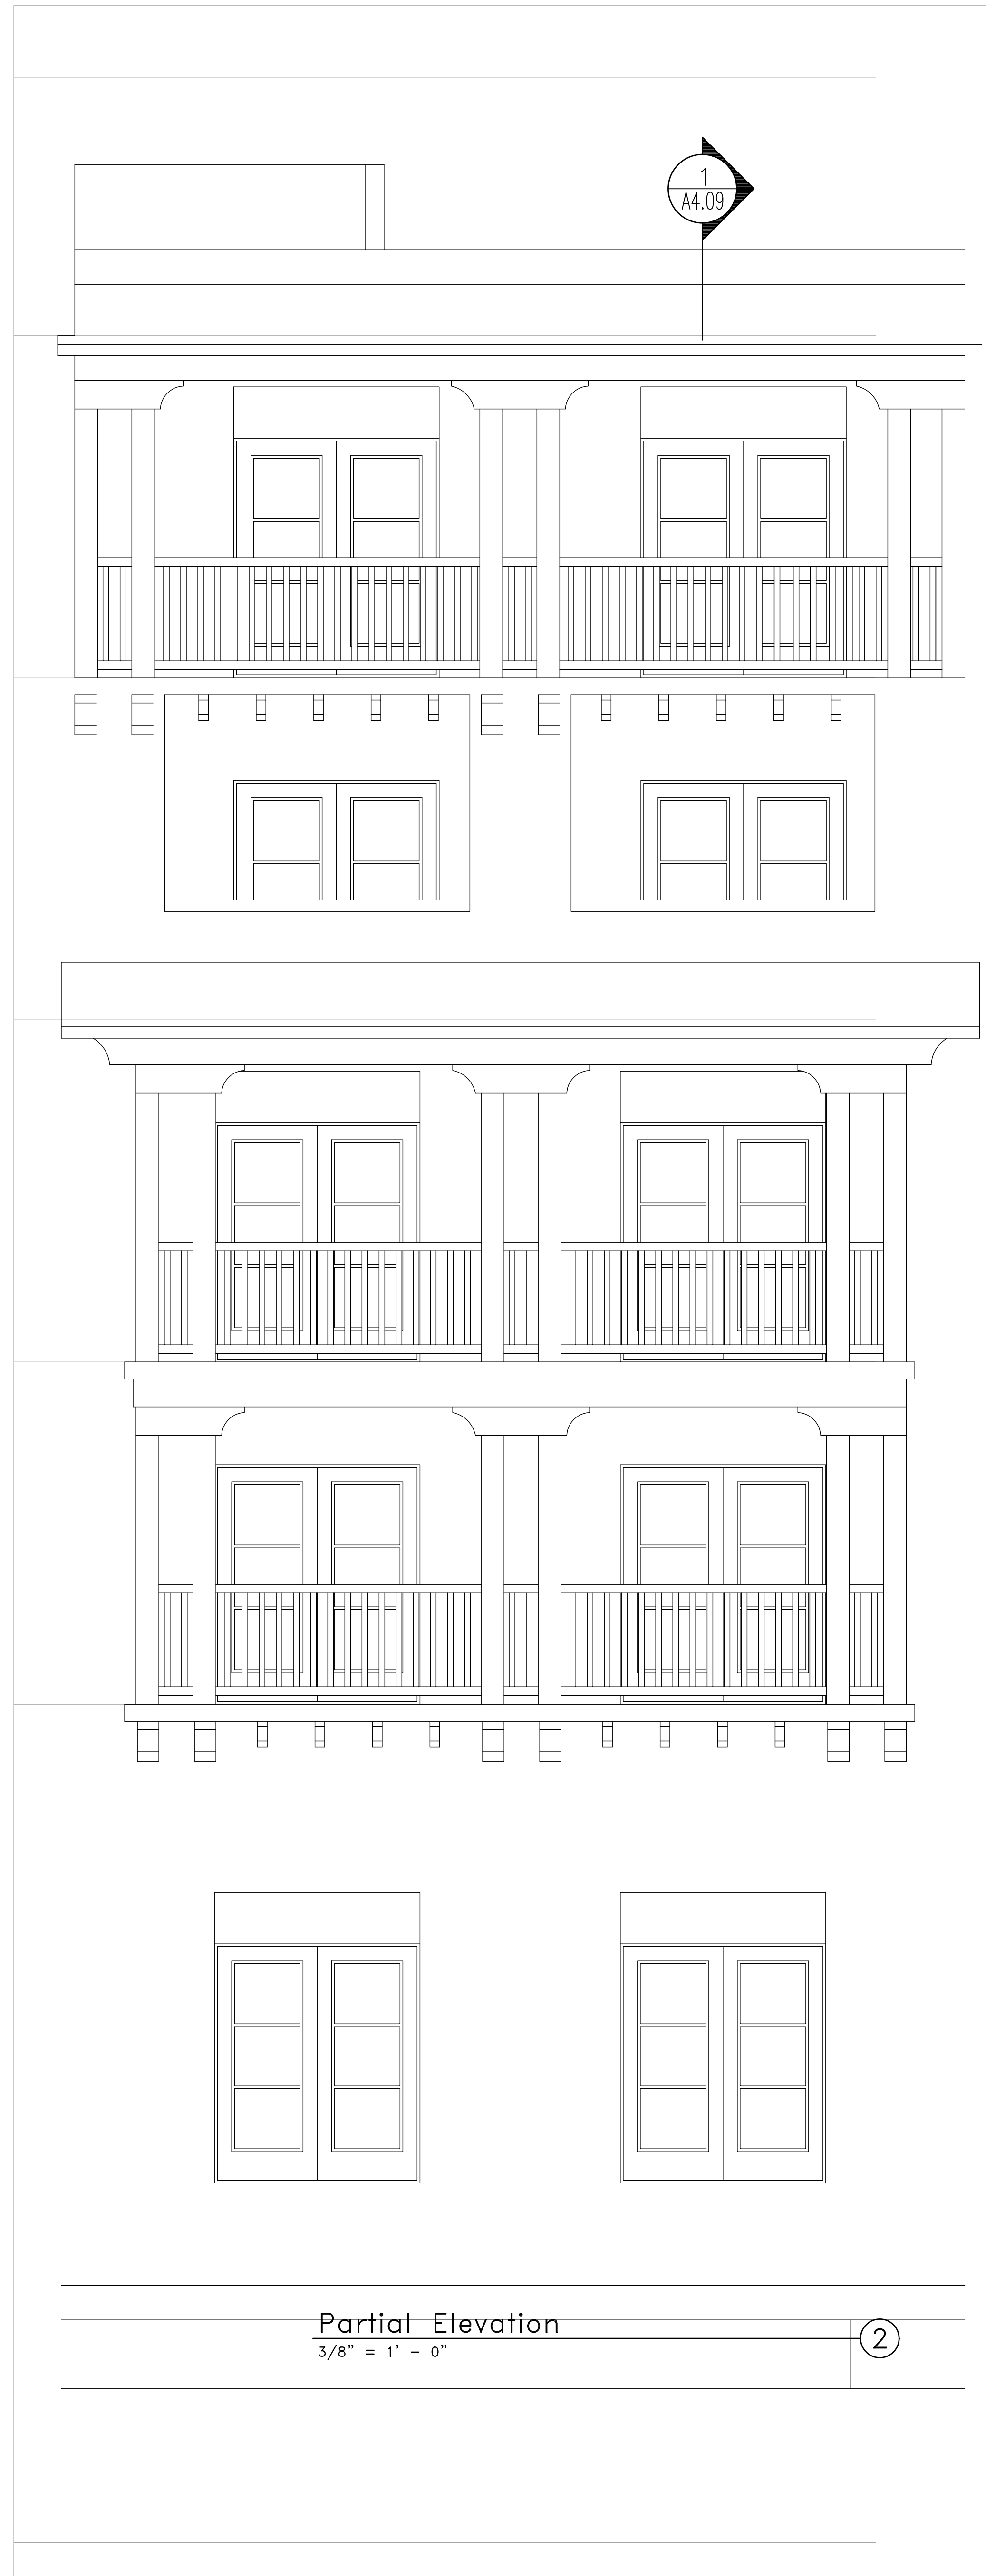 1
A4.09
Partial Elevation
3/8" = 1' - 0"
2